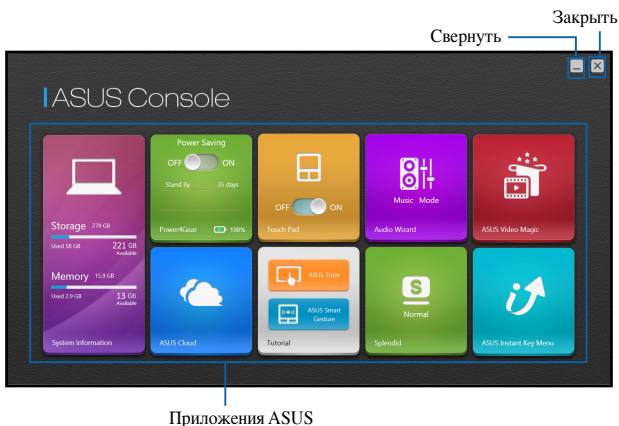 Закрыть
Свернуть
ASUS Console
Storage 279 GB
Used 58 GB 221 GB
Available
Memory 15.9 GB
Used 2.9 GB 13 GB
Available
System Information
Power Saving
OFF ON
Stand By 35 days
Power4Gear 100%
OFF ON
Touch Pad
Music Mode
Audio Wizard
ASUS Video Magic
ASUS Cloud
ASUS Tutor
ASUS Smart
Gesture
Tutorial
S
Normal
Splendid
ASUS Instant Key Menu
Приложения ASUS